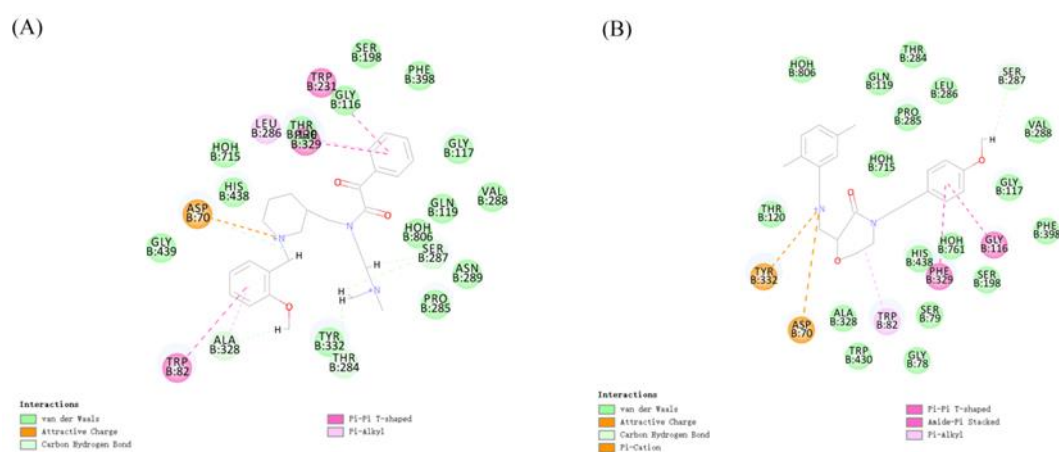 (A)
SER
B:198
PHE
B:398
TRP
B:231
GLY
B:116
LEU
B:286
THR
B:329
HOH
B:715
GLY
B:117
HIS
B:438
O
O
N
GLN
B:119
VAL
B:288
ASP
B:70
HOH
B:806
SER
B:287
GLY
B:439
N
H
H
ASN
B:289
H
N
PRO
B:285
O
H
ALA
B:328
TYR
B:332
THR
B:284
TRP
B:82
Interactions
van der Waals
Attractive Charge
Carbon Hydrogen Bond
Pi-Pi T-shaped
Pi-Alkyl
(B)
HOH
B:806
THR
B:284
GLN
B:119
LEU
B:286
SER
B:287
PRO
B:285
H
VAL
B:288
O
HOH
B:715
GLY
B:117
THR
B:120
N
O
N
PHE
B:398
O
HIS
B:438
HOH
B:761
GLY
B:116
TYR
B:332
PHE
B:329
SER
B:198
ASP
B:70
ALA
B:328
TRP
B:82
SER
B:79
TRP
B:430
GLY
B:78
Interactions
van der Waals
Attractive Charge
Carbon Hydrogen Bond
Pi-Cation
Pi-Pi T-shaped
Amide-Pi Stacked
Pi-Alkyl